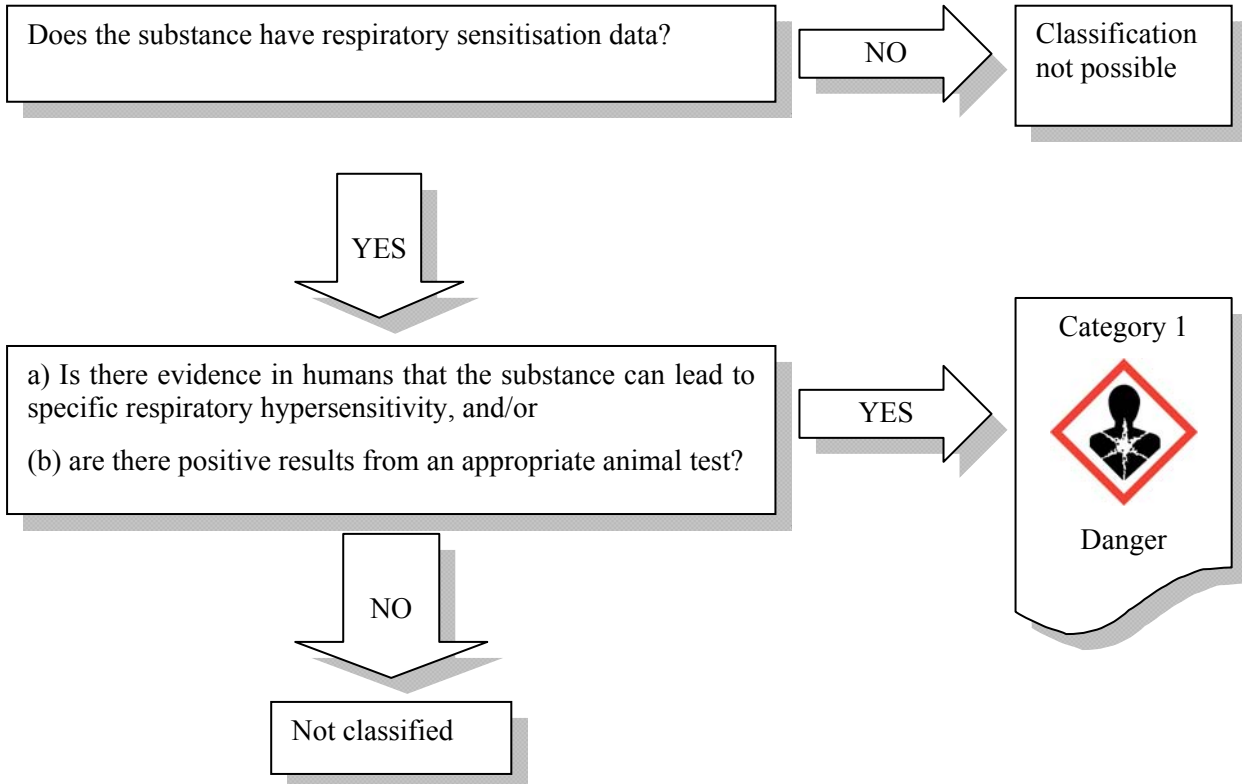 Does the substance have respiratory sensitisation data?
NO
Classification
not possible
YES
a) Is there evidence in humans that the substance can lead to
specific respiratory hypersensitivity, and/or
(b) are there positive results from an appropriate animal test?
YES
Category 1
Danger
NO
Not classified